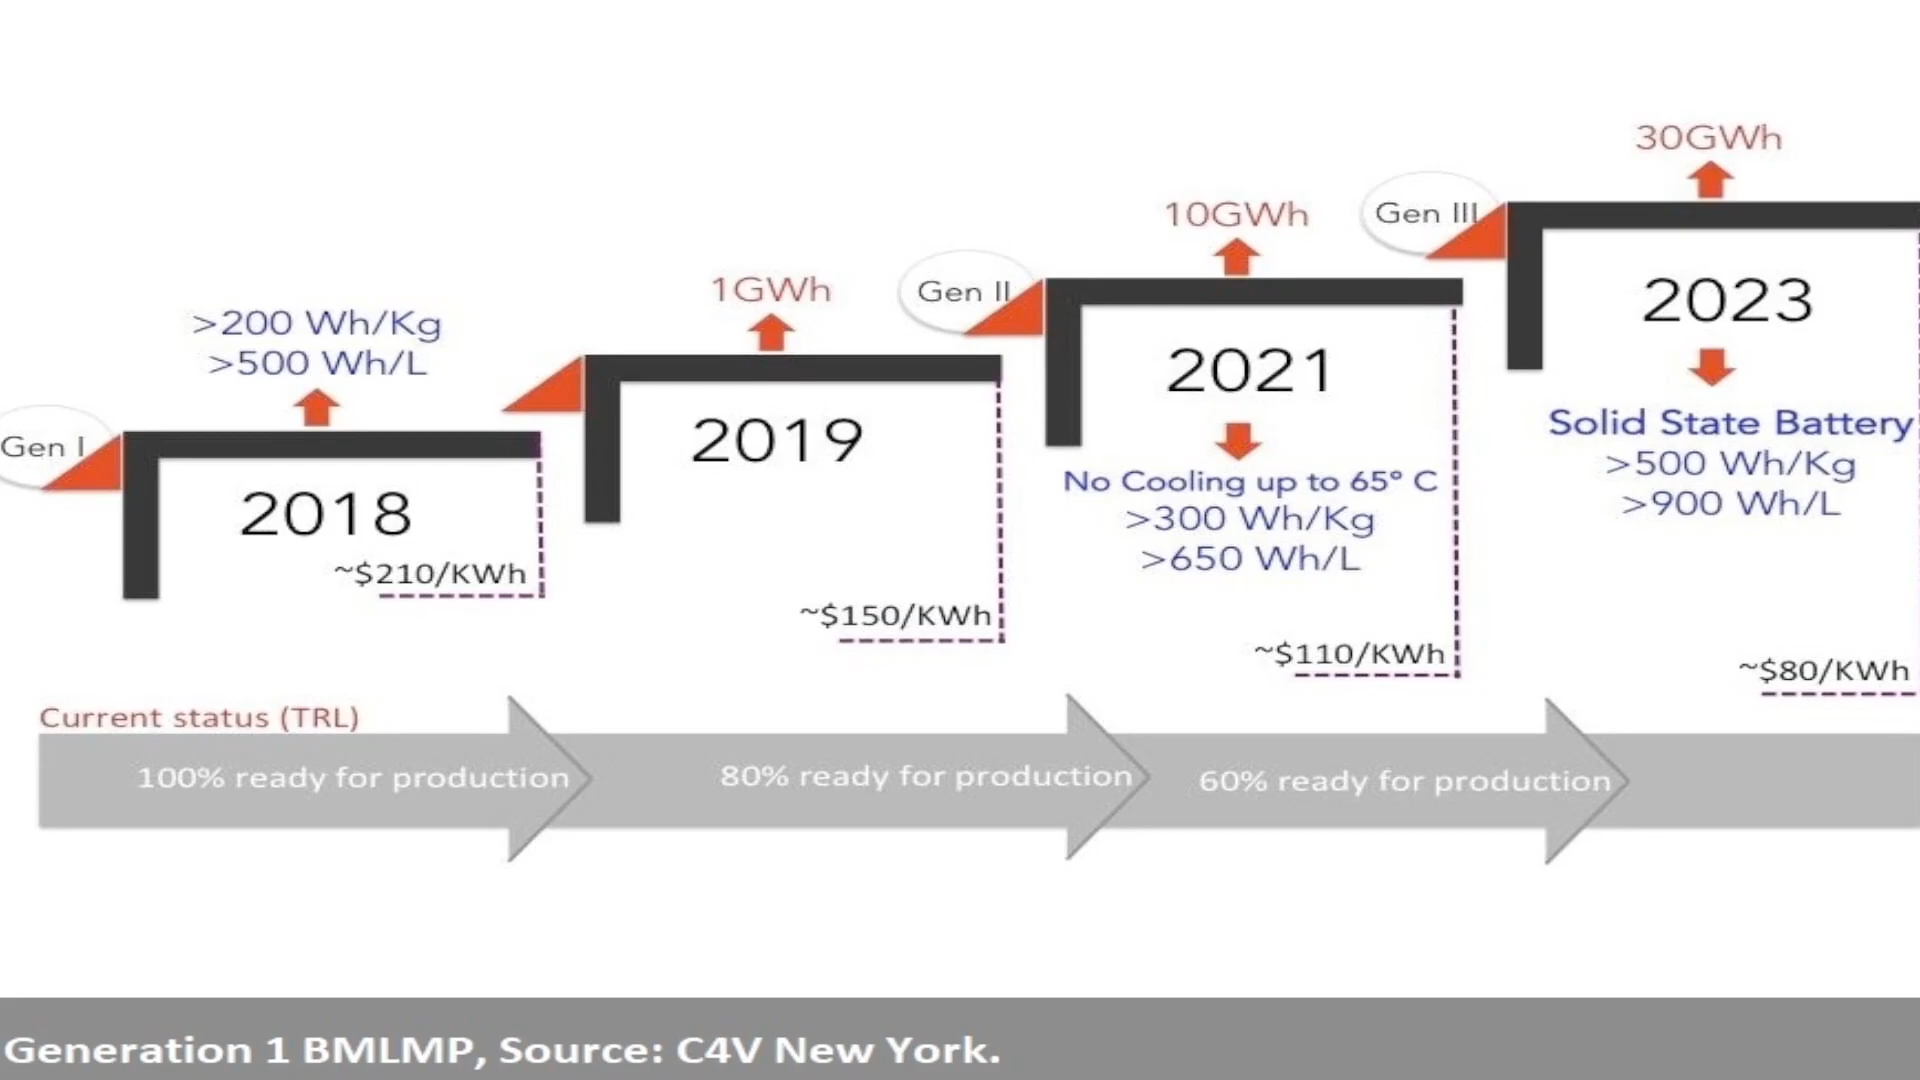 30GWh
Gen III
2023
Solid State Battery
>500 Wh/Kg
>900 Wh/L
~$80/KWh
10GWh
Gen II
2021
No Cooling up to 65° C
>300 Wh/Kg
>650 Wh/L
~$110/KWh
1GWh
2019
~$150/KWh
>200 Wh/Kg
>500 Wh/L
Gen I
2018
~$210/KWh
Current status (TRL)
100% ready for production
80% ready for production
60% ready for production
Generation 1 BMLMP, Source: C4V New York.